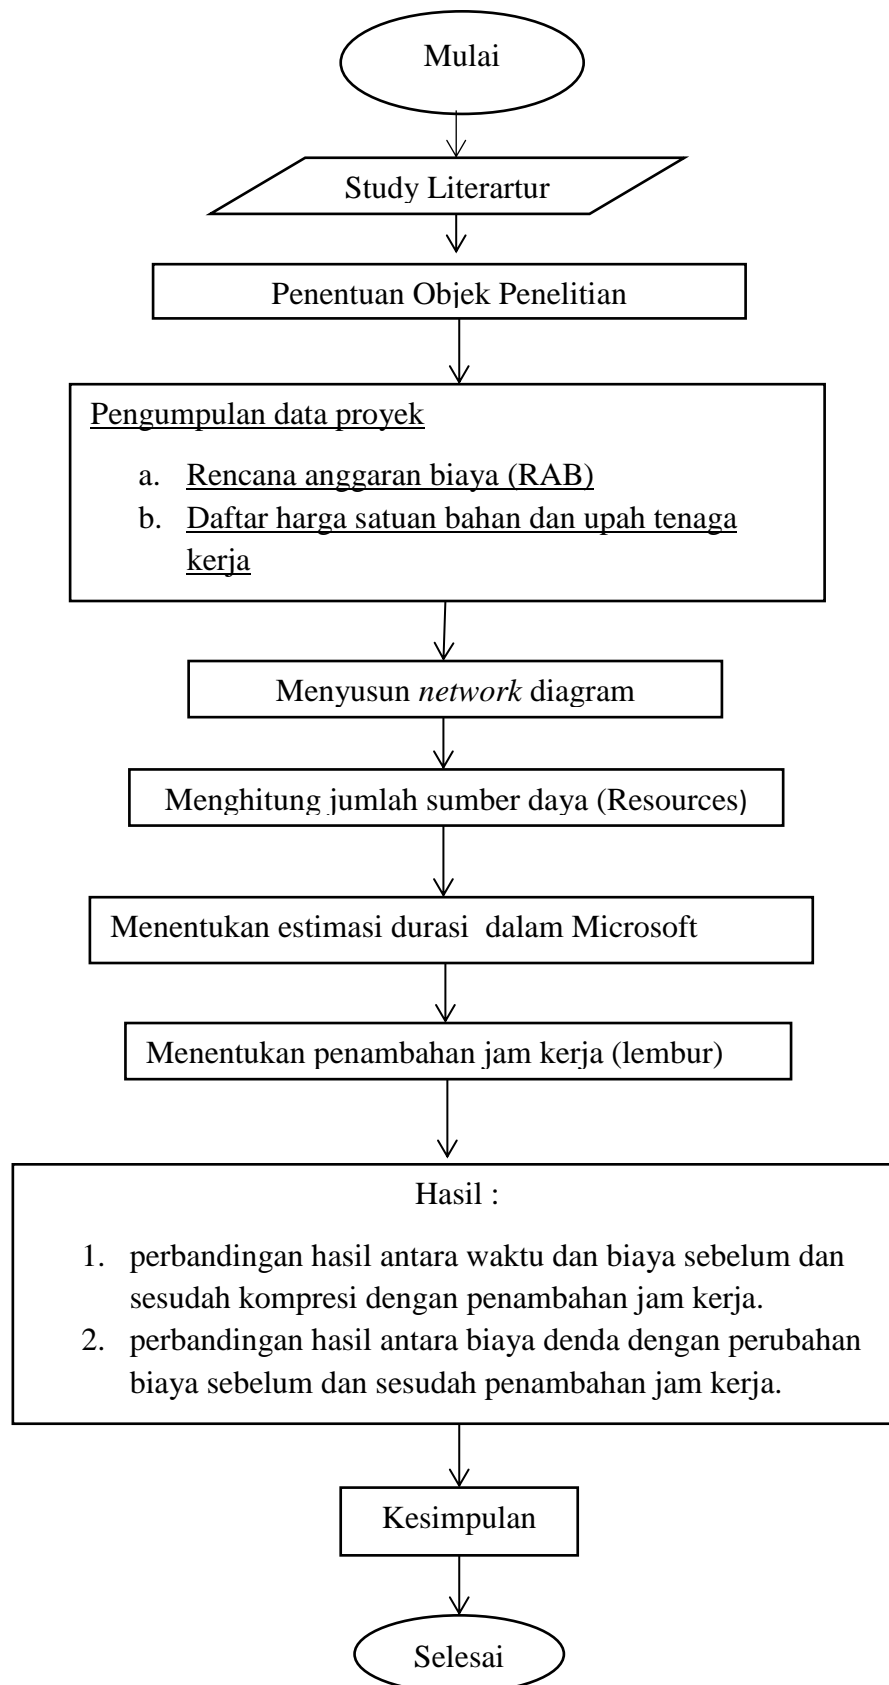 Mulai
Study Literartur
Penentuan Objek Penelitian
Pengumpulan data proyek
a. Rencana anggaran biaya (RAB)
b. Daftar harga satuan bahan dan upah tenaga
kerja
Menyusun network diagram
Menghitung jumlah sumber daya (Resources)
Menentukan estimasi durasi dalam Microsoft
Menentukan penambahan jam kerja (lembur)
Hasil :
1. perbandingan hasil antara waktu dan biaya sebelum dan
sesudah kompresi dengan penambahan jam kerja.
2. perbandingan hasil antara biaya denda dengan perubahan
biaya sebelum dan sesudah penambahan jam kerja.
Kesimpulan
Selesai